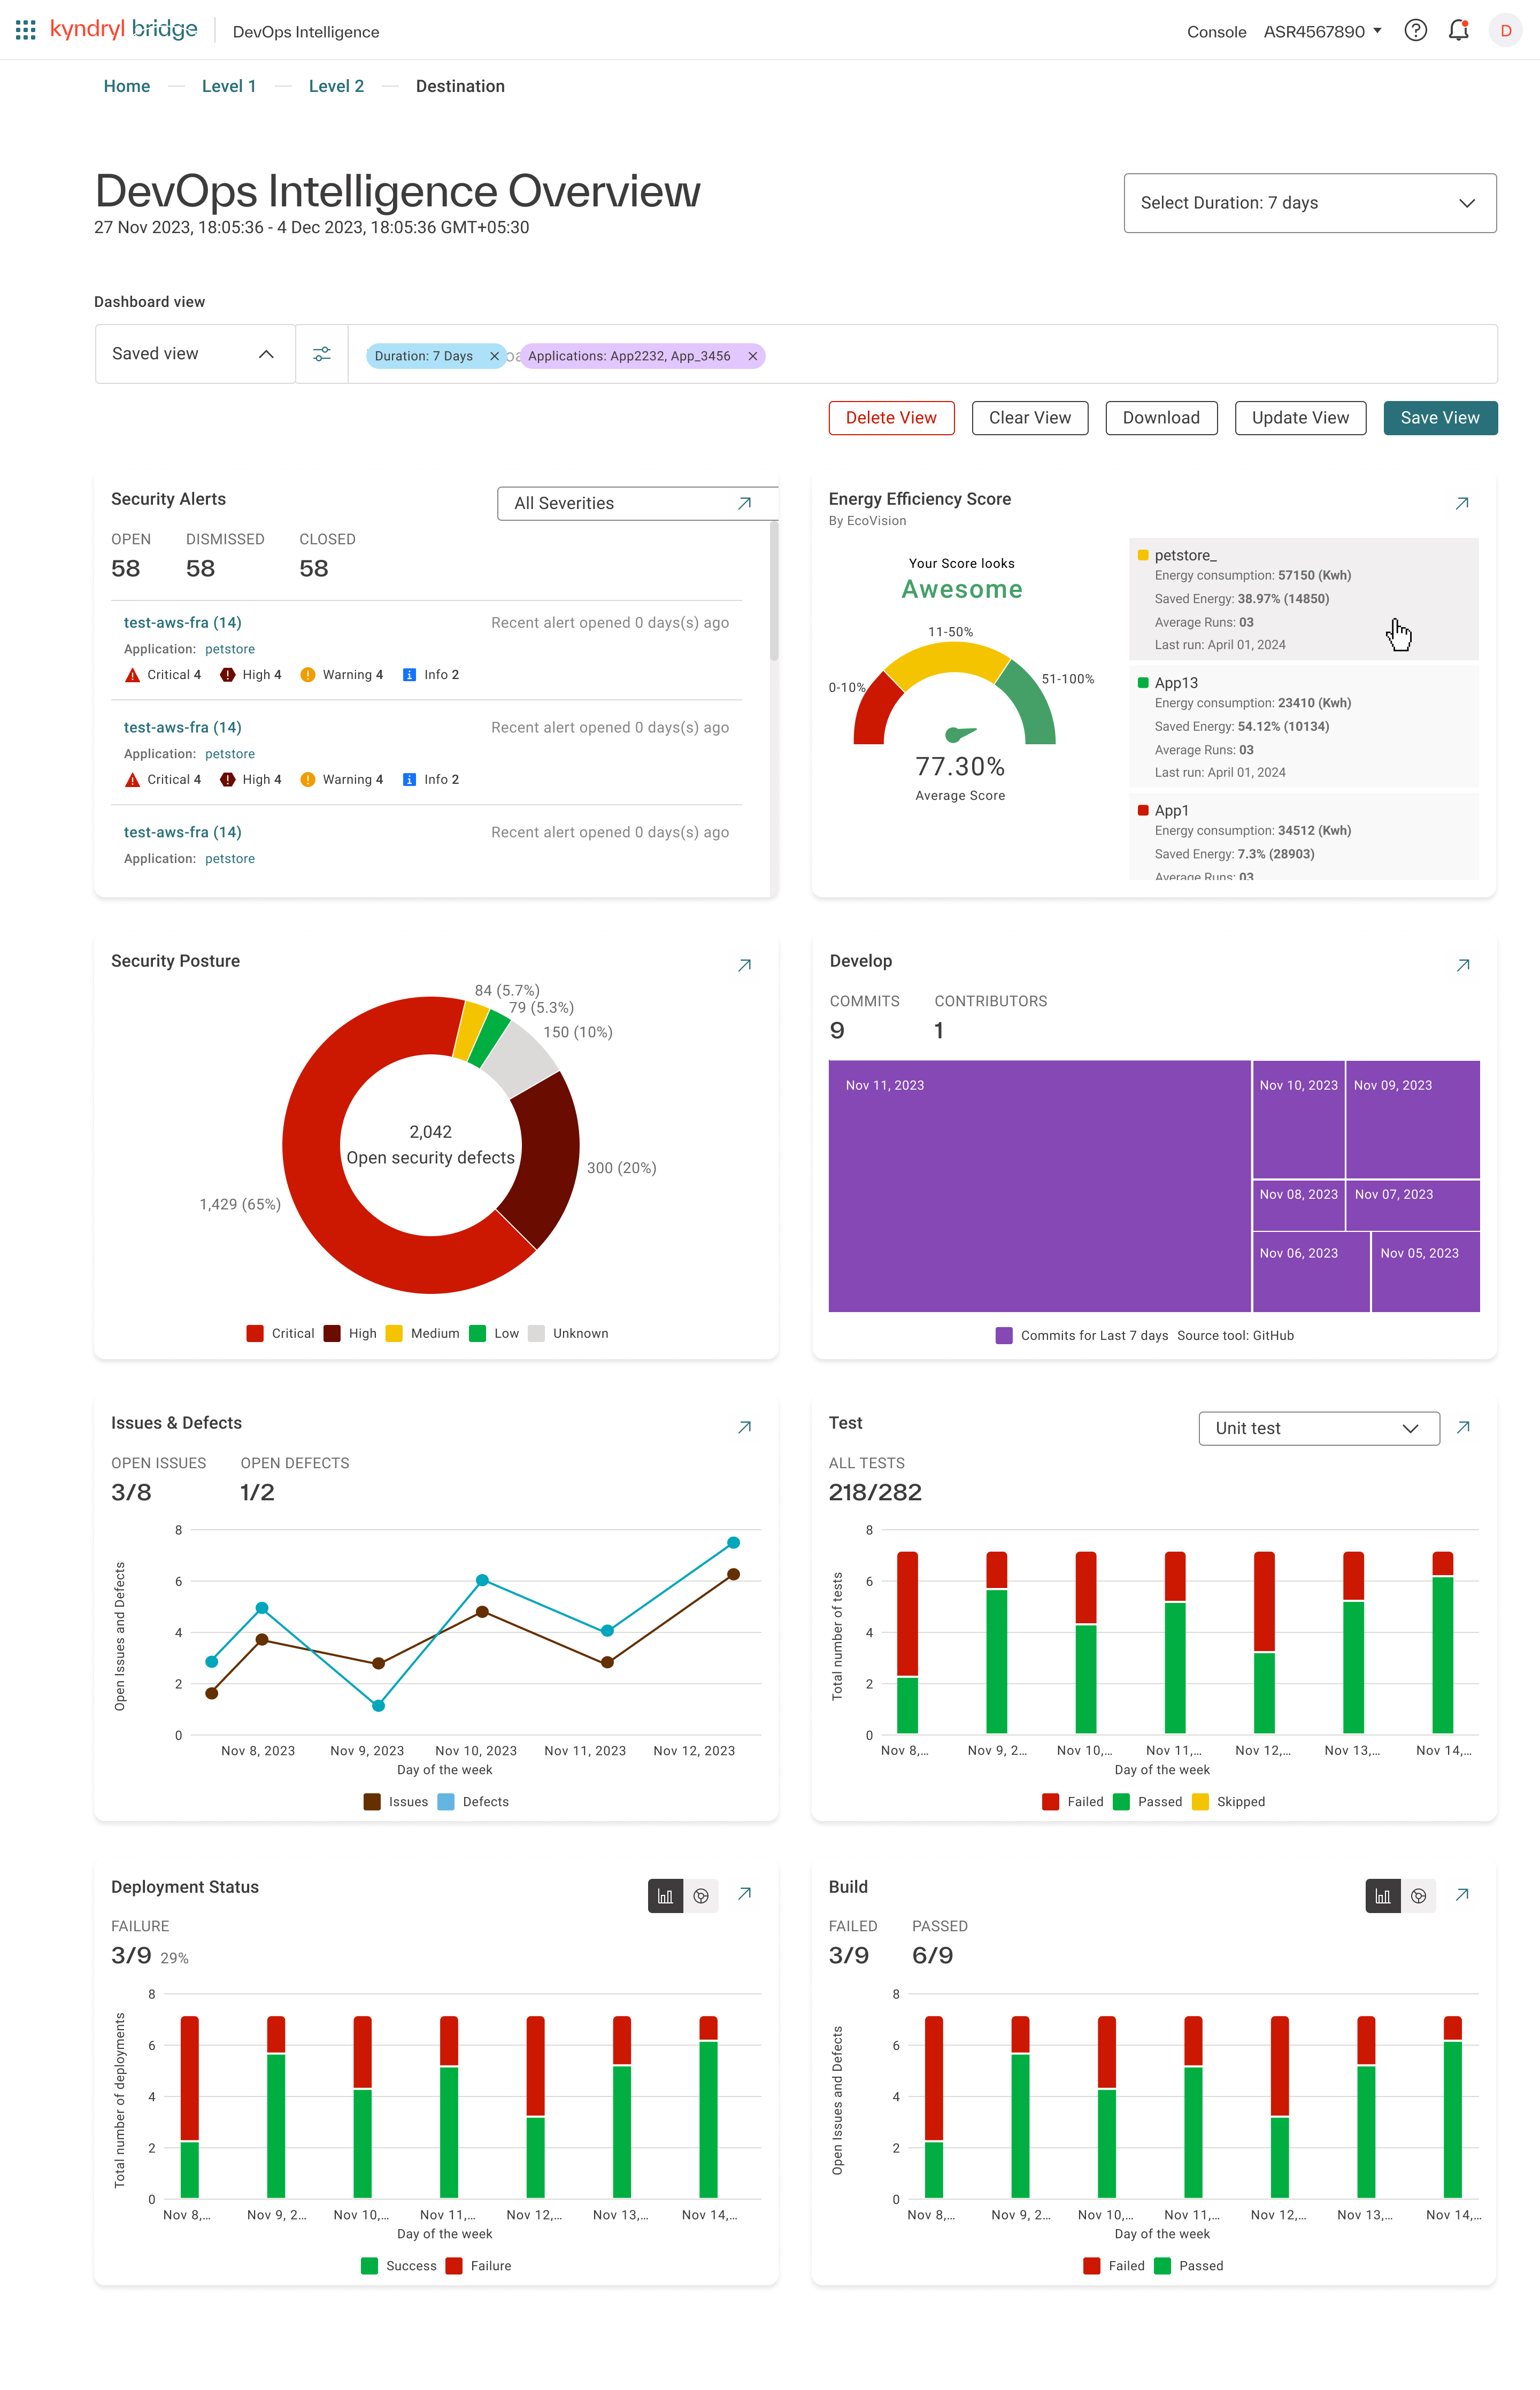 kyndryl bridge DevOps Intelligence Console ASR4567890 D
Home Level 1 Level 2 Destination
DevOps Intelligence Overview
27 Nov 2023, 18:05:36 - 4 Dec 2023, 18:05:36 GMT+05:30
Select Duration: 7 days
Dashboard view
Saved view Duration: 7 Days Applications: App2232, App_3456
Delete View Clear View Download Update View Save View
Security Alerts
All Severities
OPEN DISMISSED CLOSED
58 58 58
test-aws-fra (14) Recent alert opened 0 days(s) ago
Application: petstore
Critical 4 High 4 Warning 4 Info 2
test-aws-fra (14) Recent alert opened 0 days(s) ago
Application: petstore
Critical 4 High 4 Warning 4 Info 2
test-aws-fra (14) Recent alert opened 0 days(s) ago
Application: petstore
Energy Efficiency Score
By EcoVision
Your Score looks
Awesome
11-50%
0-10%
51-100%
77.30%
Average Score
petstore_
Energy consumption: 57150 (Kwh)
Saved Energy: 38.97% (14850)
Average Runs: 03
Last run: April 01, 2024
App13
Energy consumption: 23410 (Kwh)
Saved Energy: 54.12% (10134)
Average Runs: 03
Last run: April 01, 2024
App1
Energy consumption: 34512 (Kwh)
Saved Energy: 7.3% (28903)
Average Runs: 03
Security Posture
84 (5.7%)
79 (5.3%)
150 (10%)
2,042
Open security defects
300 (20%)
1,429 (65%)
Critical High Medium Low Unknown
Develop
COMMITS CONTRIBUTORS
9 1
Nov 11, 2023 Nov 10, 2023 Nov 09, 2023
Nov 08, 2023 Nov 07, 2023
Nov 06, 2023 Nov 05, 2023
Commits for Last 7 days Source tool: GitHub
Issues & Defects
OPEN ISSUES OPEN DEFECTS
3/8 1/2
Open Issues and Defects
8
6
4
2
0
Nov 8, 2023 Nov 9, 2023 Nov 10, 2023 Nov 11, 2023 Nov 12, 2023
Day of the week
Issues Defects
Test
Unit test
ALL TESTS
218/282
Total number of tests
8
6
4
2
0
Nov 8,... Nov 9, 2... Nov 10,... Nov 11,... Nov 12,... Nov 13,... Nov 14,...
Day of the week
Failed Passed Skipped
Deployment Status
FAILURE
3/9 29%
Total number of deployments
8
6
4
2
0
Nov 8,... Nov 9, 2... Nov 10,... Nov 11,... Nov 12,... Nov 13,... Nov 14,...
Day of the week
Success Failure
Build
FAILED PASSED
3/9 6/9
Open Issues and Defects
8
6
4
2
0
Nov 8,... Nov 9, 2... Nov 10,... Nov 11,... Nov 12,... Nov 13,... Nov 14,...
Day of the week
Failed Passed